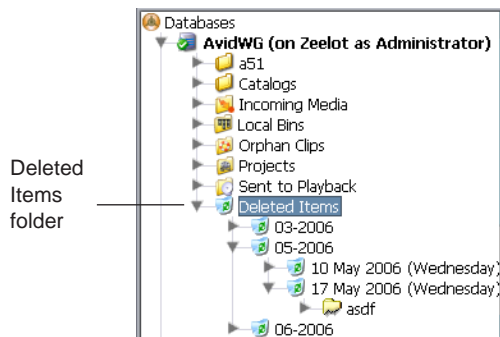 Databases
AvidWG (on Zeelot as Administrator)
a51
Catalogs
Incoming Media
Local Bins
Orphan Clips
Projects
Sent to Playback
Deleted Items
03-2006
05-2006
10 May 2006 (Wednesday)
17 May 2006 (Wednesday)
asdf
06-2006
Deleted
Items
folder